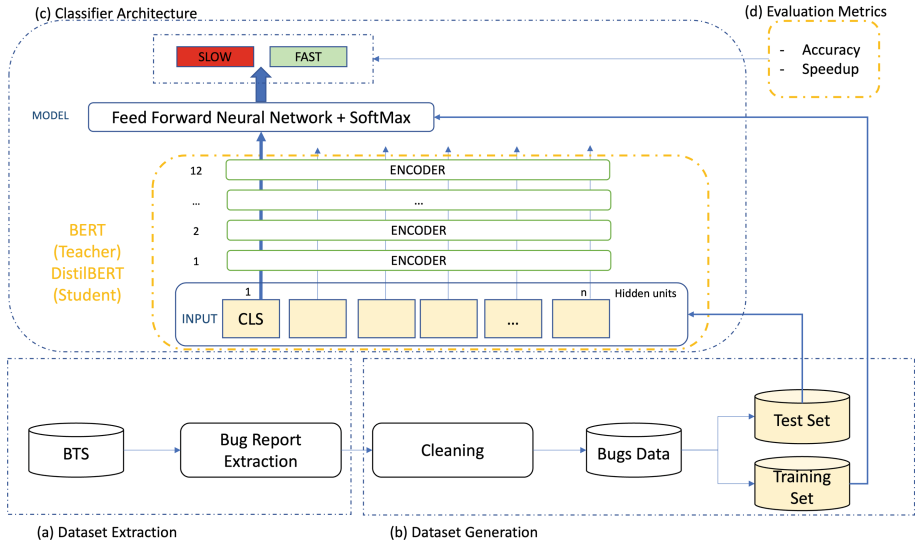 (c) Classifier Architecture
(d) Evaluation Metrics
SLOW
FAST
- Accuracy
- Speedup
MODEL
Feed Forward Neural Network + SoftMax
12
ENCODER
...
...
2
ENCODER
1
ENCODER
BERT
(Teacher)
DistilBERT
(Student)
1
n
Hidden units
INPUT
CLS
...
BTS
Bug Report
Extraction
Cleaning
Bugs Data
Test Set
Training
Set
(a) Dataset Extraction
(b) Dataset Generation